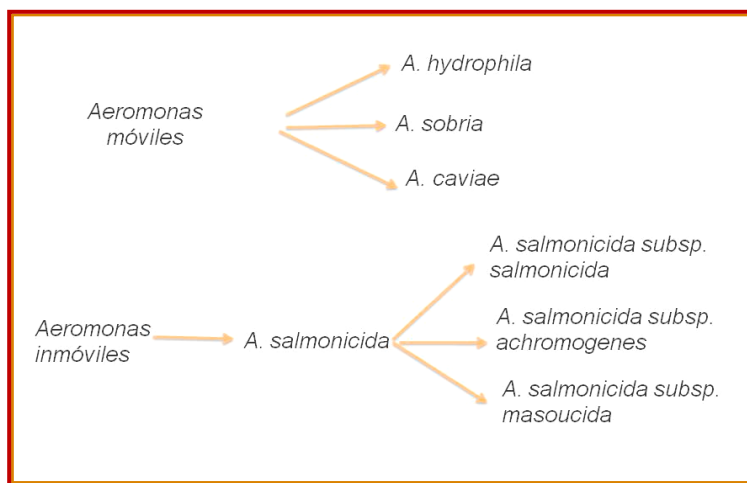 Aeromonas
móviles
A. hydrophila
A. sobria
A. caviae
Aeromonas
inmóviles
A. salmonicida
A. salmonicida subsp.
salmonicida
A. salmonicida subsp.
achromogenes
A. salmonicida subsp.
masoucida